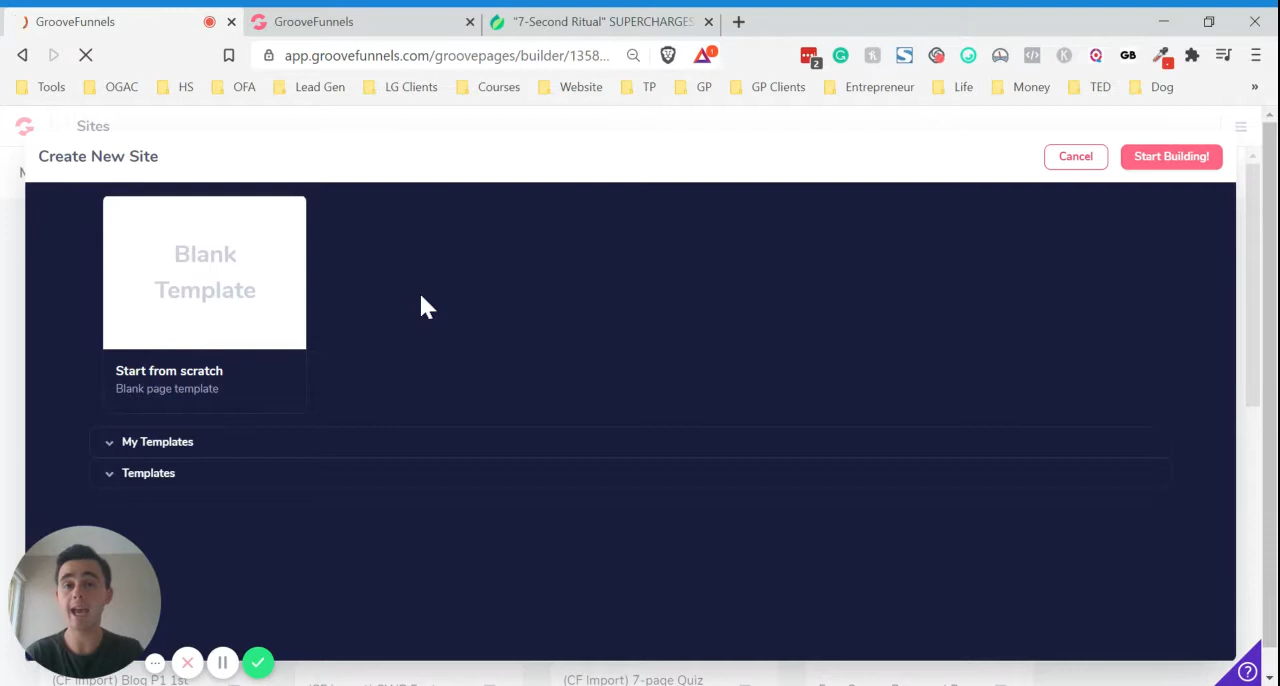 GrooveFunnels
GrooveFunnels
"7-Second Ritual" SUPERCHARGES
app.groovefunnels.com/groovepages/builder/1358...
1
2
GB
Tools
OGAC
HS
OFA
Lead Gen
LG Clients
Courses
Website
TP
GP
GP Clients
Entrepreneur
Life
Money
TED
Dog
»
Sites
Create New Site
Cancel
Start Building!
Blank
Template
Start from scratch
Blank page template
My Templates
Templates
(CF Import) Blog P1 1st
(CF Import) 7-page Quiz